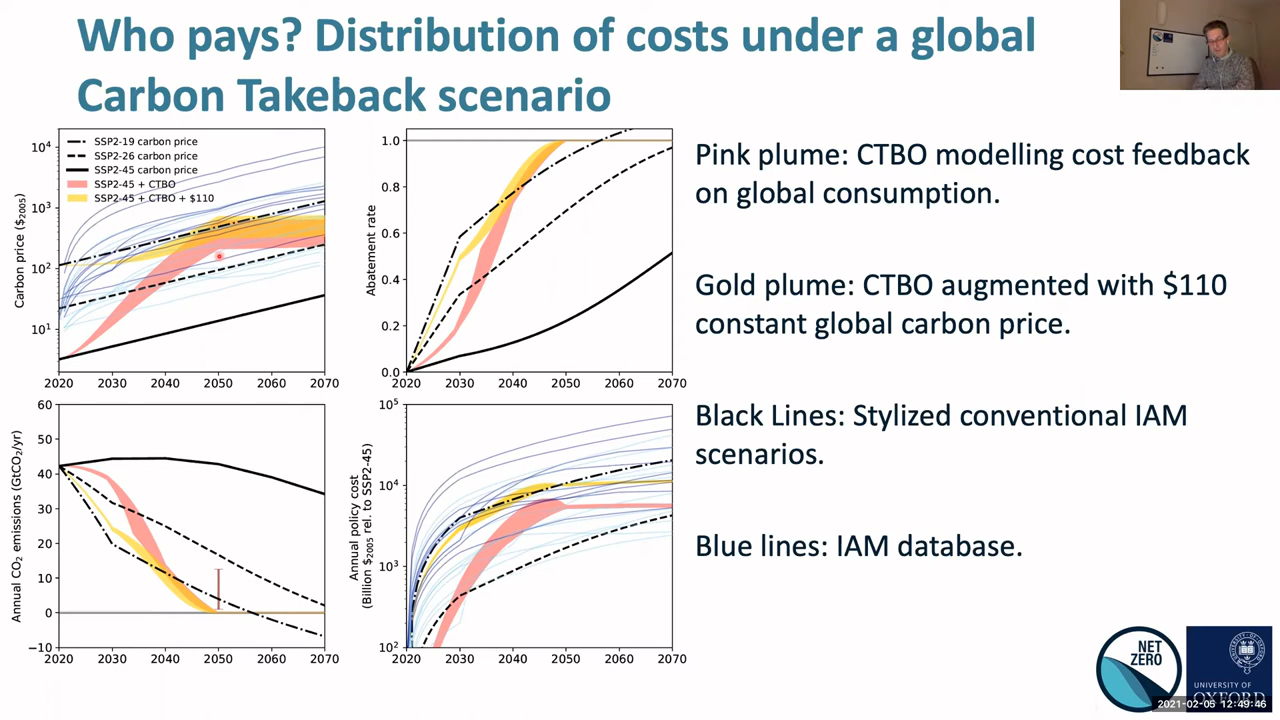 Who pays? Distribution of costs under a global
Carbon Takeback scenario
10⁴
10³
10²
10¹
Carbon price ($₂₀₀₅)
SSP2-19 carbon price
SSP2-26 carbon price
SSP2-45 carbon price
SSP2-45 + CTBO
SSP2-45 + CTBO + $110
2020 2030 2040 2050 2060 2070
1.0
0.8
0.6
0.4
0.2
0.0
Abatement rate
2020 2030 2040 2050 2060 2070
60
50
40
30
20
10
0
−10
Annual CO₂ emissions (GtCO₂/yr)
2020 2030 2040 2050 2060 2070
10⁵
10⁴
10³
10²
Annual policy cost
(Billion $₂₀₀₅ rel. to SSP2-45)
2020 2030 2040 2050 2060 2070
Pink plume: CTBO modelling cost feedback
on global consumption.
Gold plume: CTBO augmented with $110
constant global carbon price.
Black Lines: Stylized conventional IAM
scenarios.
Blue lines: IAM database.
NET
ZERO
UNIVERSITY OF
OXFORD
2021-02-05 12:49:46